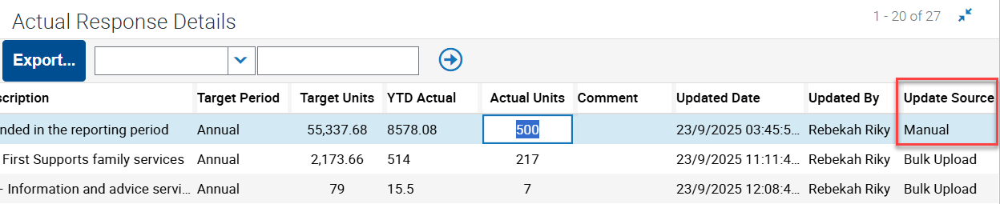 Actual Response Details
1 - 20 of 27
Export...
scription Target Period Target Units YTD Actual Actual Units Comment Updated Date Updated By Update Source
nded in the reporting period Annual 55,337.68 8578.08 500 23/9/2025 03:45:5... Rebekah Riky Manual
First Supports family services Annual 2,173.66 514 217 23/9/2025 11:11:4... Rebekah Riky Bulk Upload
- Information and advice servi... Annual 79 15.5 7 23/9/2025 12:08:4... Rebekah Riky Bulk Upload